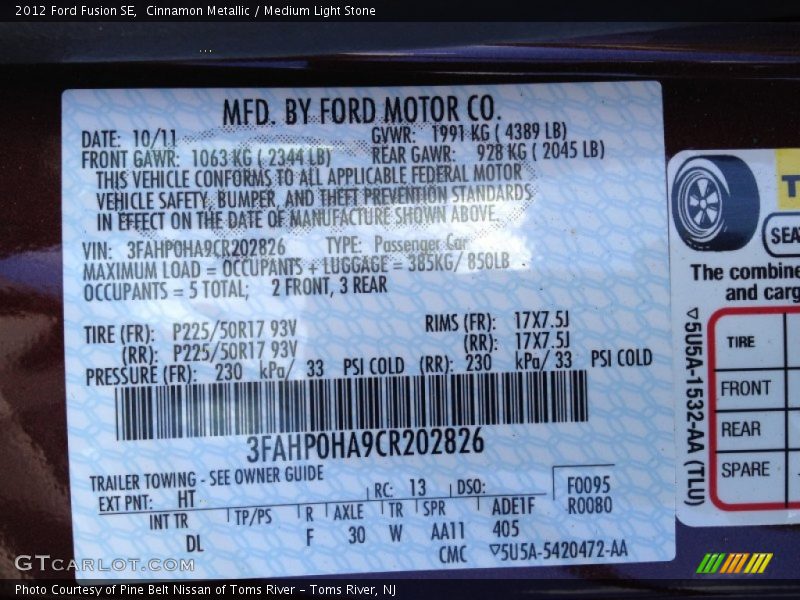 2012 Ford Fusion SE,  Cinnamon Metallic / Medium Light Stone
MFD. BY FORD MOTOR CO.
DATE: 10/11 GVWR: 1991 KG ( 4389 LB)
FRONT GAWR: 1063 KG ( 2344 LB) REAR GAWR: 928 KG ( 2045 LB)
THIS VEHICLE CONFORMS TO ALL APPLICABLE FEDERAL MOTOR
VEHICLE SAFETY, BUMPER, AND THEFT PREVENTION STANDARDS
IN EFFECT ON THE DATE OF MANUFACTURE SHOWN ABOVE.
VIN: 3FAHP0HA9CR202826 TYPE: Passenger Car
MAXIMUM LOAD = OCCUPANTS + LUGGAGE = 385KG/ 850LB
OCCUPANTS = 5 TOTAL; 2 FRONT, 3 REAR
TIRE (FR): P225/50R17 93V RIMS (FR): 17X7.5J
(RR): P225/50R17 93V (RR): 17X7.5J
PRESSURE (FR): 230 kPa/ 33 PSI COLD (RR): 230 kPa/ 33 PSI COLD
3FAHP0HA9CR202826
TRAILER TOWING - SEE OWNER GUIDE
EXT PNT: HT RC: 13 DSO: F0095
R0080
INT TR TP/PS R AXLE TR SPR ADE1F
DL F 30 W AA11 405
CMC ▽5U5A-5420472-AA
T
SEA
The combine
and carg
TIRE
FRONT
REAR
SPARE
▽5U5A-1532-AA (TLU)
GTCARLOT.COM
Photo Courtesy of Pine Belt Nissan of Toms River – Toms River, NJ